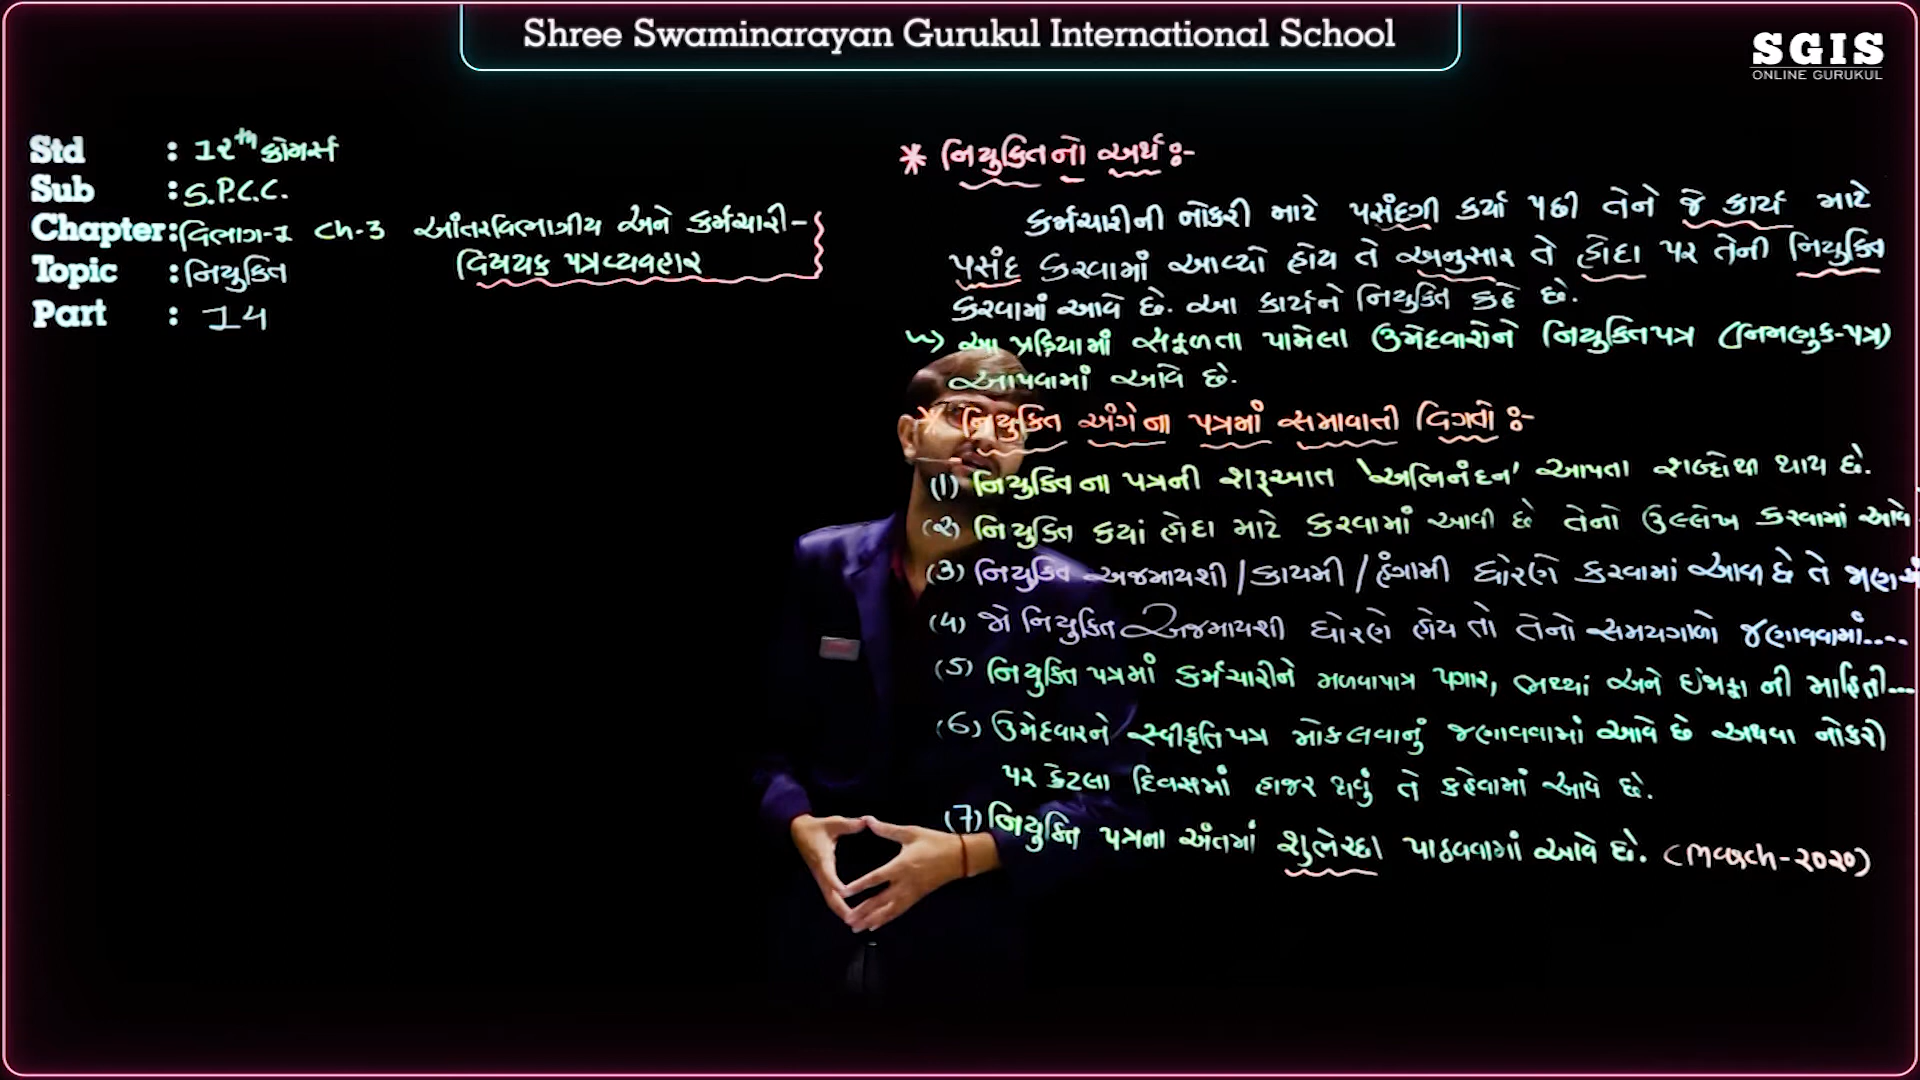 Shree Swaminarayan Gurukul International School
SGIS
ONLINE GURUKUL
Std : 1૨th કોમર્સ
Sub : S.P.C.C.
Chapter : વિભાગ-1 Ch-3 આંતરવિભાગીય અને કર્મચારી-
વિષયક પત્રવ્યવહાર
Topic : નિયુક્તિ
Part : 1૫
* નિયુક્તિનો અર્થ :-
કર્મચારીની નોકરી માટે પસંદગી કર્યા પછી તેને જે કાર્ય માટે
પસંદ કરવામાં આવ્યો હોય તે અનુસાર તે હોદા પર તેની નિયુક્તિ
કરવામાં આવે છે. આ કાર્યને નિયુક્તિ કહે છે.
આ પ્રક્રિયામાં સફળતા પામેલા ઉમેદવારોને નિયુક્તિપત્ર (નિમણુક-પત્ર)
આપવામાં આવે છે.
* નિયુક્તિ અંગેના પત્રમાં સમાવાતી વિગતો :-
(1) નિયુક્તિના પત્રની શરૂઆત 'અભિનંદન' આપતા શબ્દોથી થાય છે.
(૨) નિયુક્તિ કયાં હોદા માટે કરવામાં આવી છે તેનો ઉલ્લેખ કરવામાં આવે
(3) નિયુક્તિ અજમાયશી / કાયમી / હંગામી ધોરણે કરવામાં આવી છે તે
(4) જો નિયુક્તિ અજમાયશી ધોરણે હોય તો તેનો સમયગાળો જણાવવામાં.....
(5) નિયુક્તિ પત્રમાં કર્મચારીને મળવાપાત્ર પગાર, ભથ્થાં અને ઈજાફા ની માહિતી...
(6) ઉમેદવારને સ્વીકૃતિપત્ર મોકલવાનું જણાવવામાં આવે છે અથવા નોકરી
પર કેટલા દિવસમાં હાજર થવું તે કહેવામાં આવે છે.
(7) નિયુક્તિ પત્રના અંતમાં શુભેચ્છા પાઠવવામાં આવે છે. (March-૨૦૨૦)